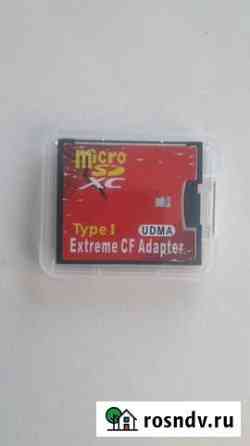 micro
SD
XC
Type I UDMA
Extreme CF Adapter
rosndv.ru